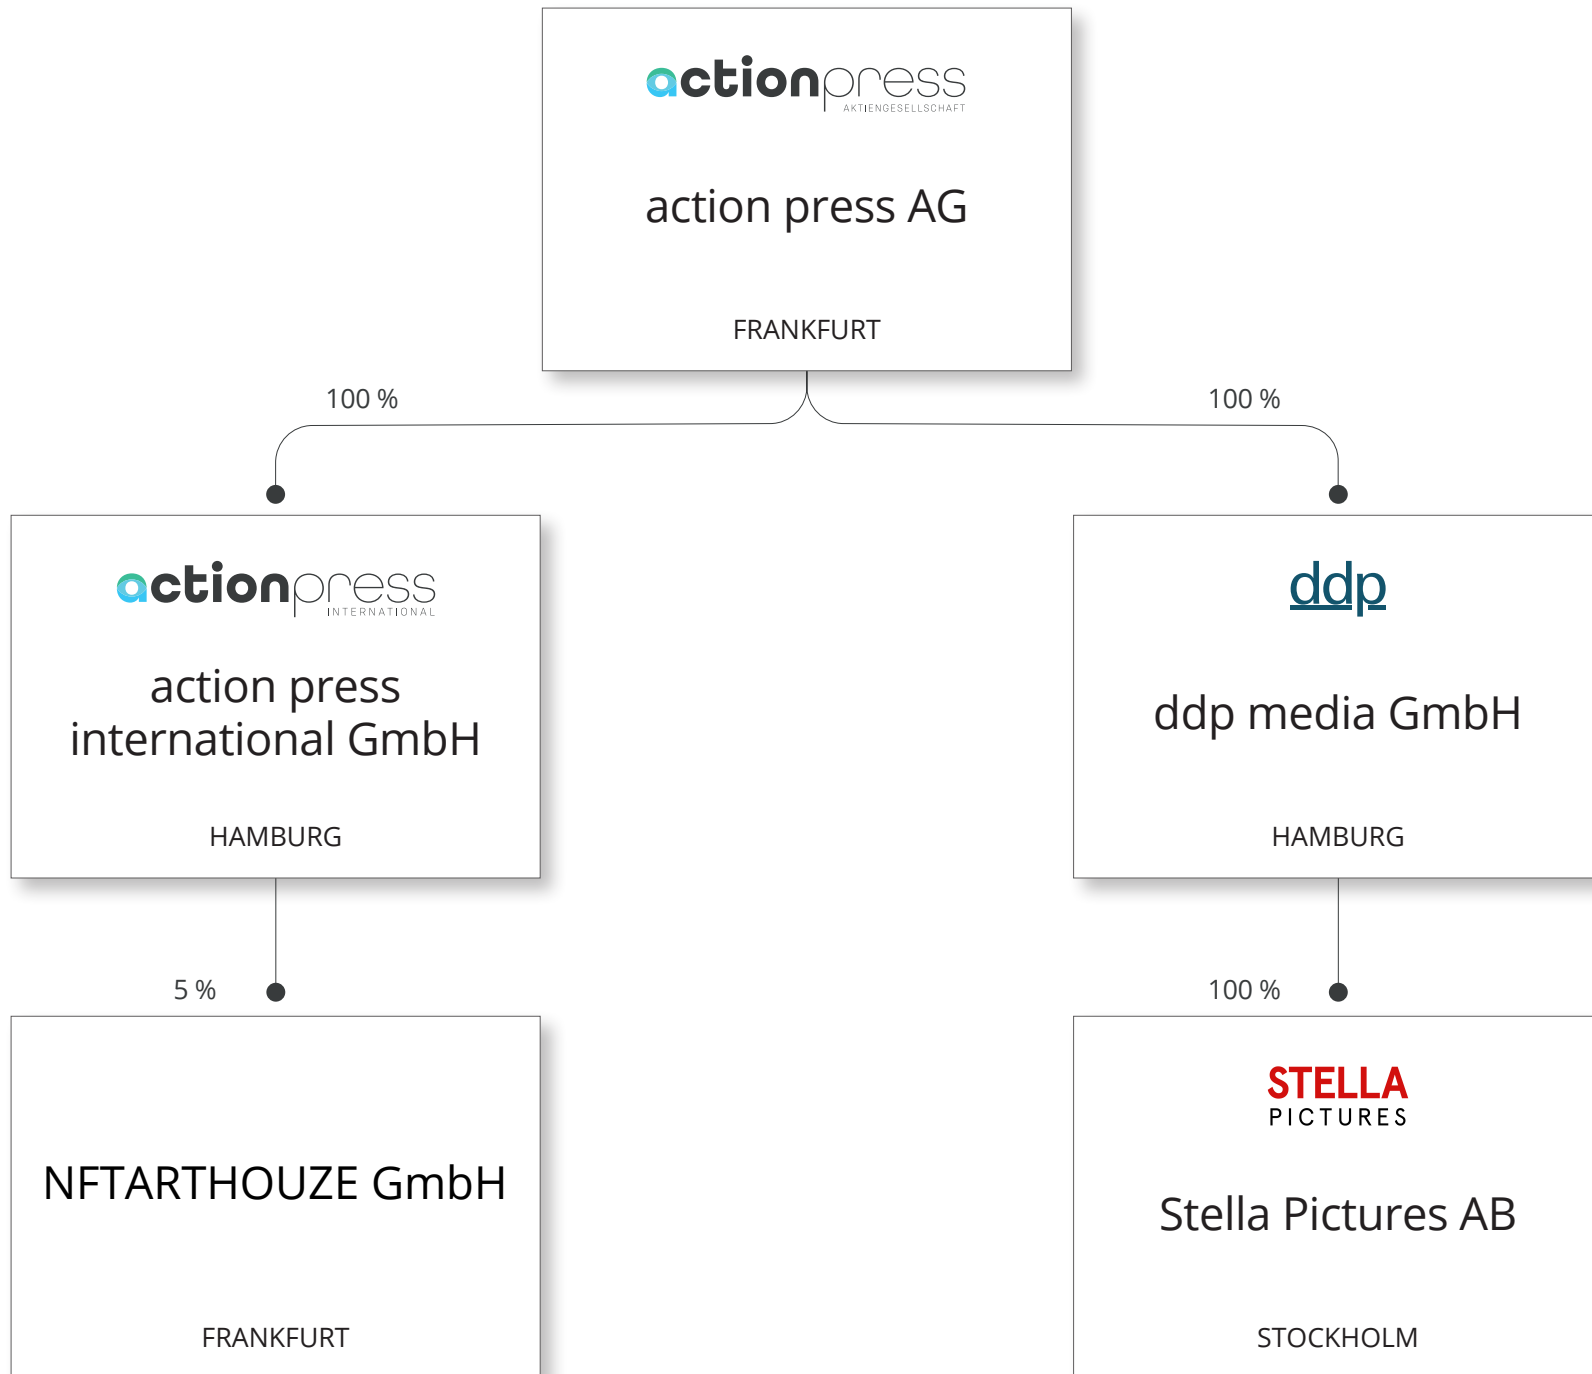 actionpress
AKTIENGESELLSCHAFT
action press AG
FRANKFURT
100 %
100 %
actionpress
INTERNATIONAL
action press
international GmbH
HAMBURG
ddp
ddp media GmbH
HAMBURG
5 %
100 %
NFTARTHOUZE GmbH
FRANKFURT
STELLA
PICTURES
Stella Pictures AB
STOCKHOLM